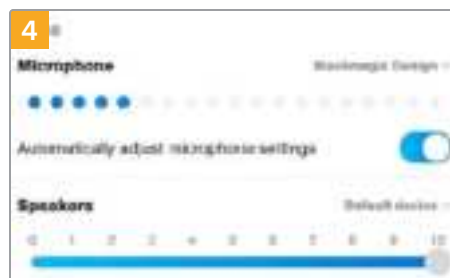 4
Microphone Blackmagic Design
Automatically adjust microphone settings
Speakers Default device
0 1 2 3 4 5 6 7 8 9 10